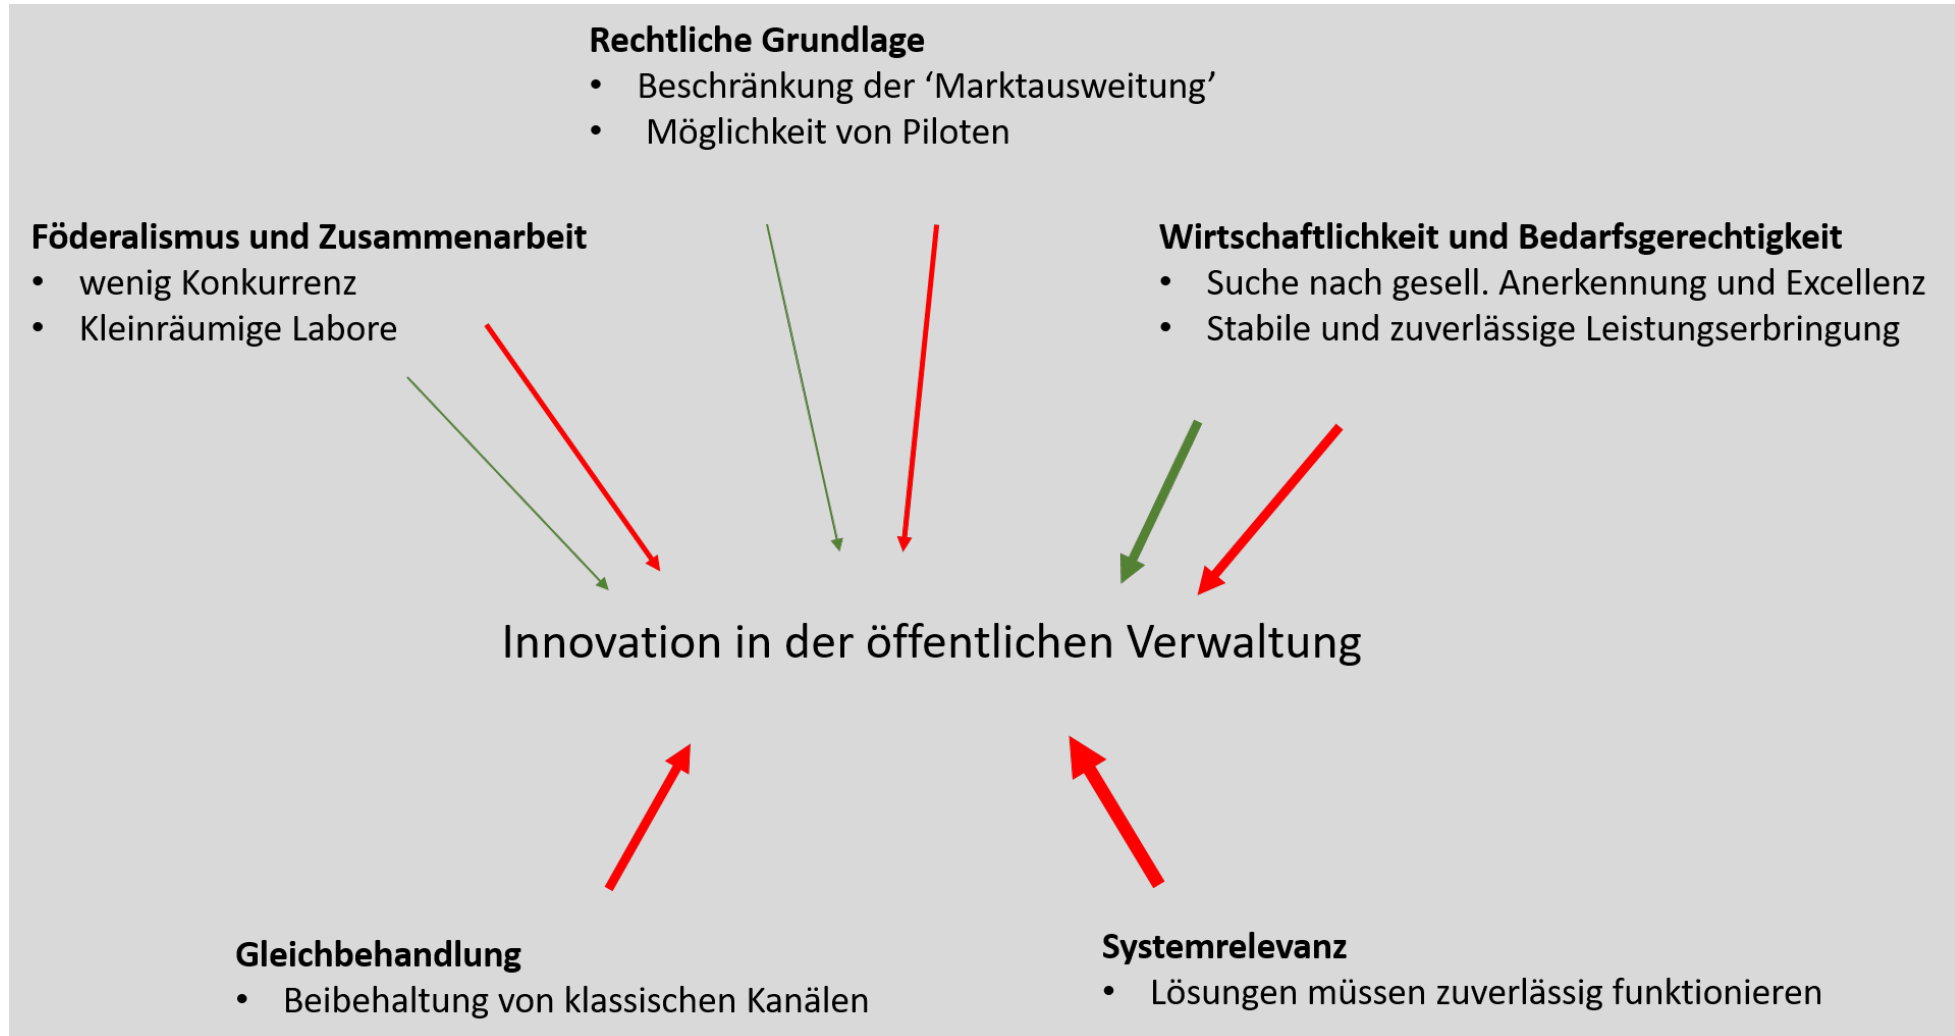 Rechtliche Grundlage
• Beschränkung der ‘Marktausweitung’
• Möglichkeit von Piloten
Föderalismus und Zusammenarbeit
• wenig Konkurrenz
• Kleinräumige Labore
Wirtschaftlichkeit und Bedarfsgerechtigkeit
• Suche nach gesell. Anerkennung und Excellenz
• Stabile und zuverlässige Leistungserbringung
Innovation in der öffentlichen Verwaltung
Gleichbehandlung
• Beibehaltung von klassischen Kanälen
Systemrelevanz
• Lösungen müssen zuverlässig funktionieren